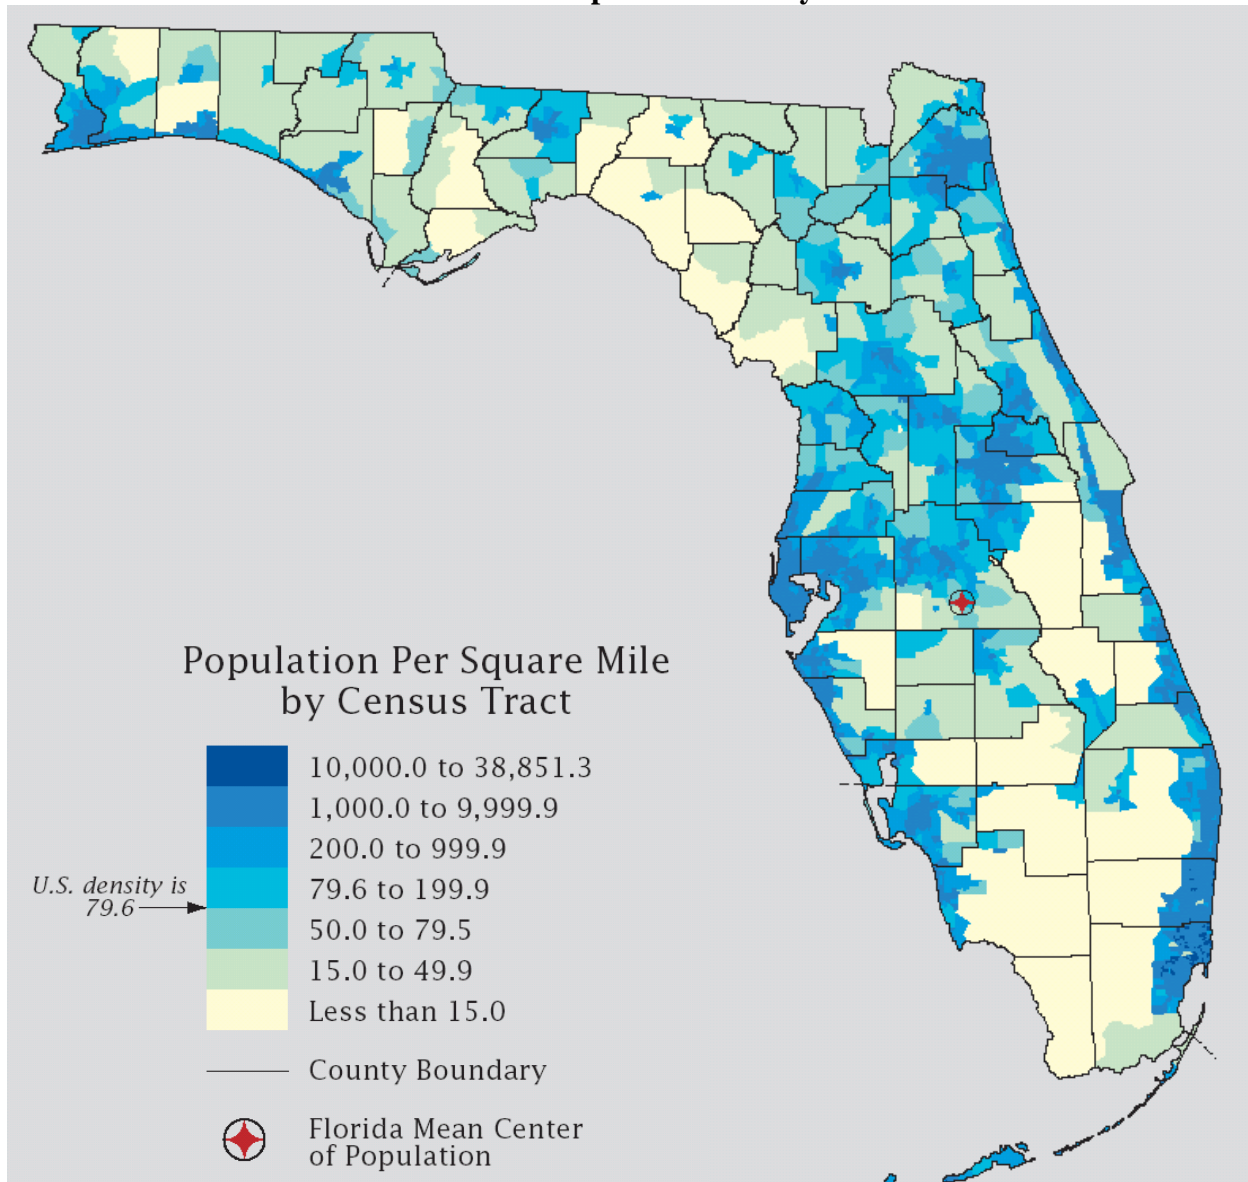 Population Per Square Mile
by Census Tract
10,000.0 to 38,851.3
1,000.0 to 9,999.9
200.0 to 999.9
U.S. density is
79.6
79.6 to 199.9
50.0 to 79.5
15.0 to 49.9
Less than 15.0
County Boundary
Florida Mean Center
of Population